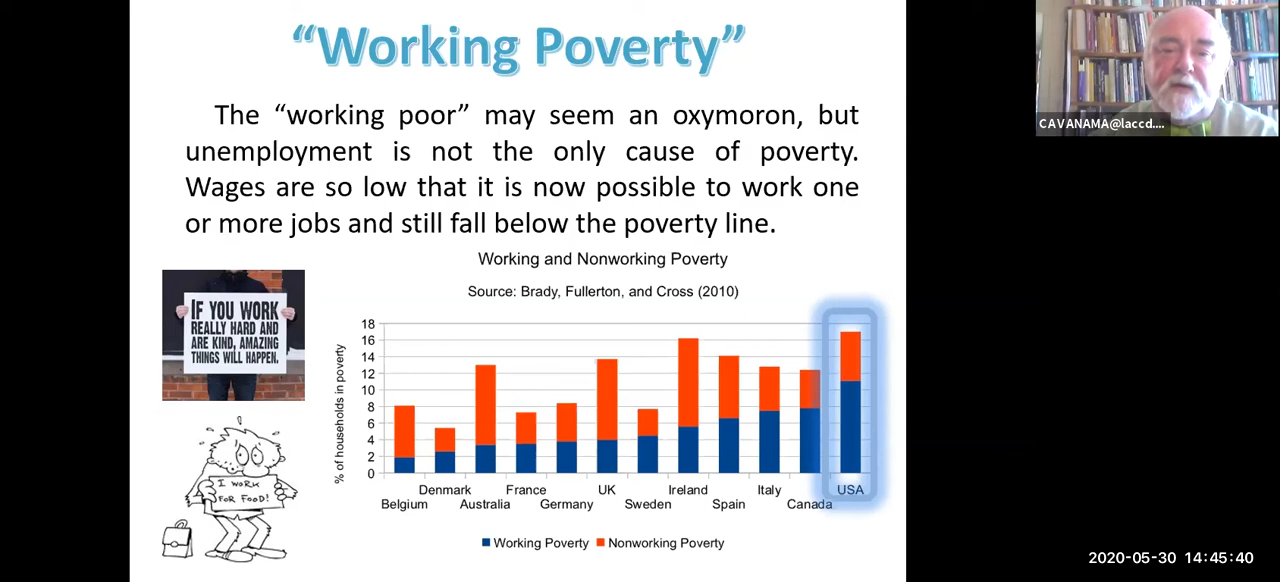 “Working Poverty”
The “working poor” may seem an oxymoron, but
unemployment is not the only cause of poverty.
Wages are so low that it is now possible to work one
or more jobs and still fall below the poverty line.
CAVANAMA@laccd....
IF YOU WORK
REALLY HARD AND
ARE KIND, AMAZING
THINGS WILL HAPPEN.
I WORK
FOR FOOD!
Working and Nonworking Poverty
Source: Brady, Fullerton, and Cross (2010)
% of households in poverty
18
16
14
12
10
8
6
4
2
0
Denmark France UK Ireland Italy USA
Belgium Australia Germany Sweden Spain Canada
Working Poverty Nonworking Poverty
2020-05-30 14:45:40